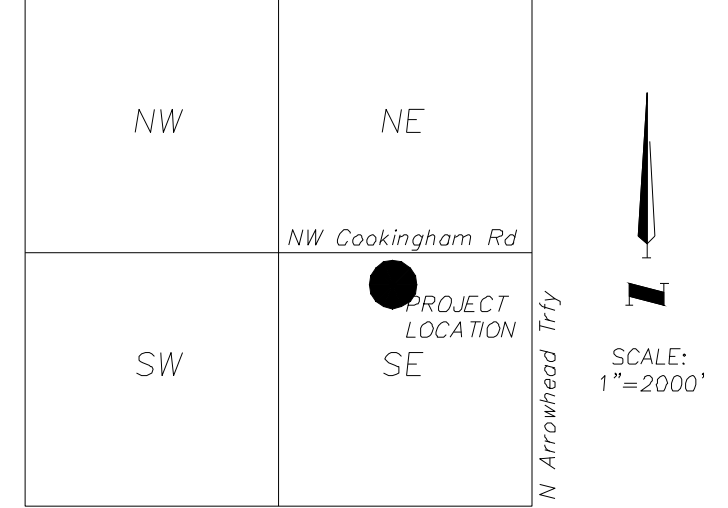 NW
NE
NW Cookingham Rd
PROJECT
LOCATION
SW
SE
N Arrowhead Trfy
N
SCALE:
1"=2000'